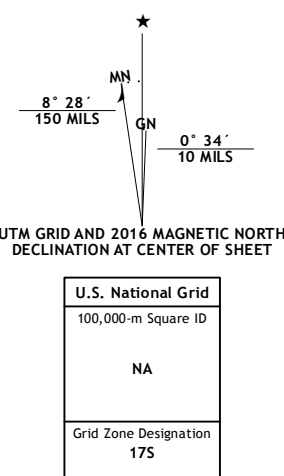 ★
MN
GN
8° 28´
150 MILS
0° 34´
10 MILS
UTM GRID AND 2016 MAGNETIC NORTH
DECLINATION AT CENTER OF SHEET
U.S. National Grid
100,000-m Square ID
NA
Grid Zone Designation
17S